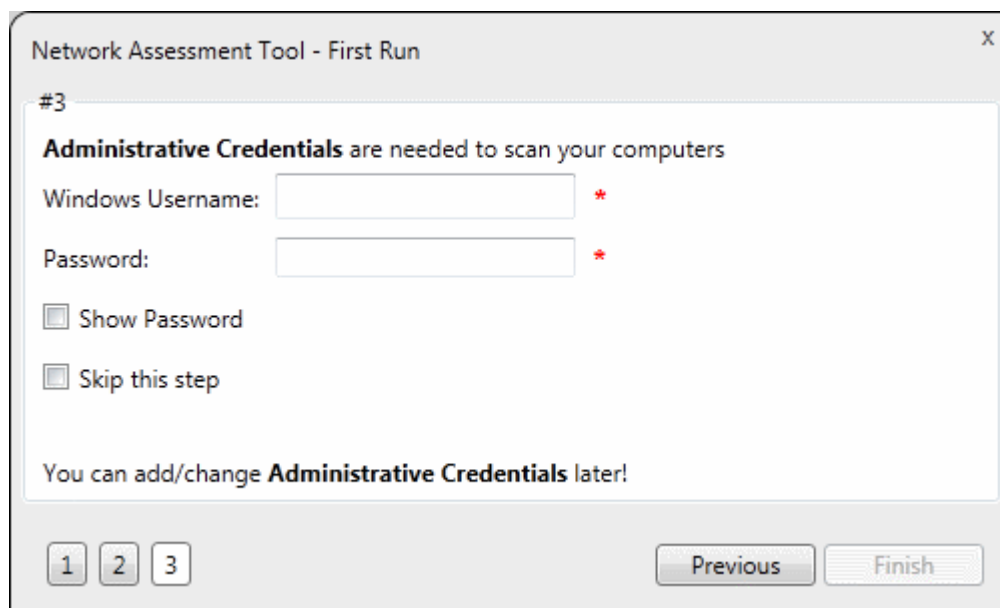 Network Assessment Tool - First Run
x
#3
Administrative Credentials are needed to scan your computers
Windows Username: *
Password: *
Show Password
Skip this step
You can add/change Administrative Credentials later!
1 2 3 Previous Finish